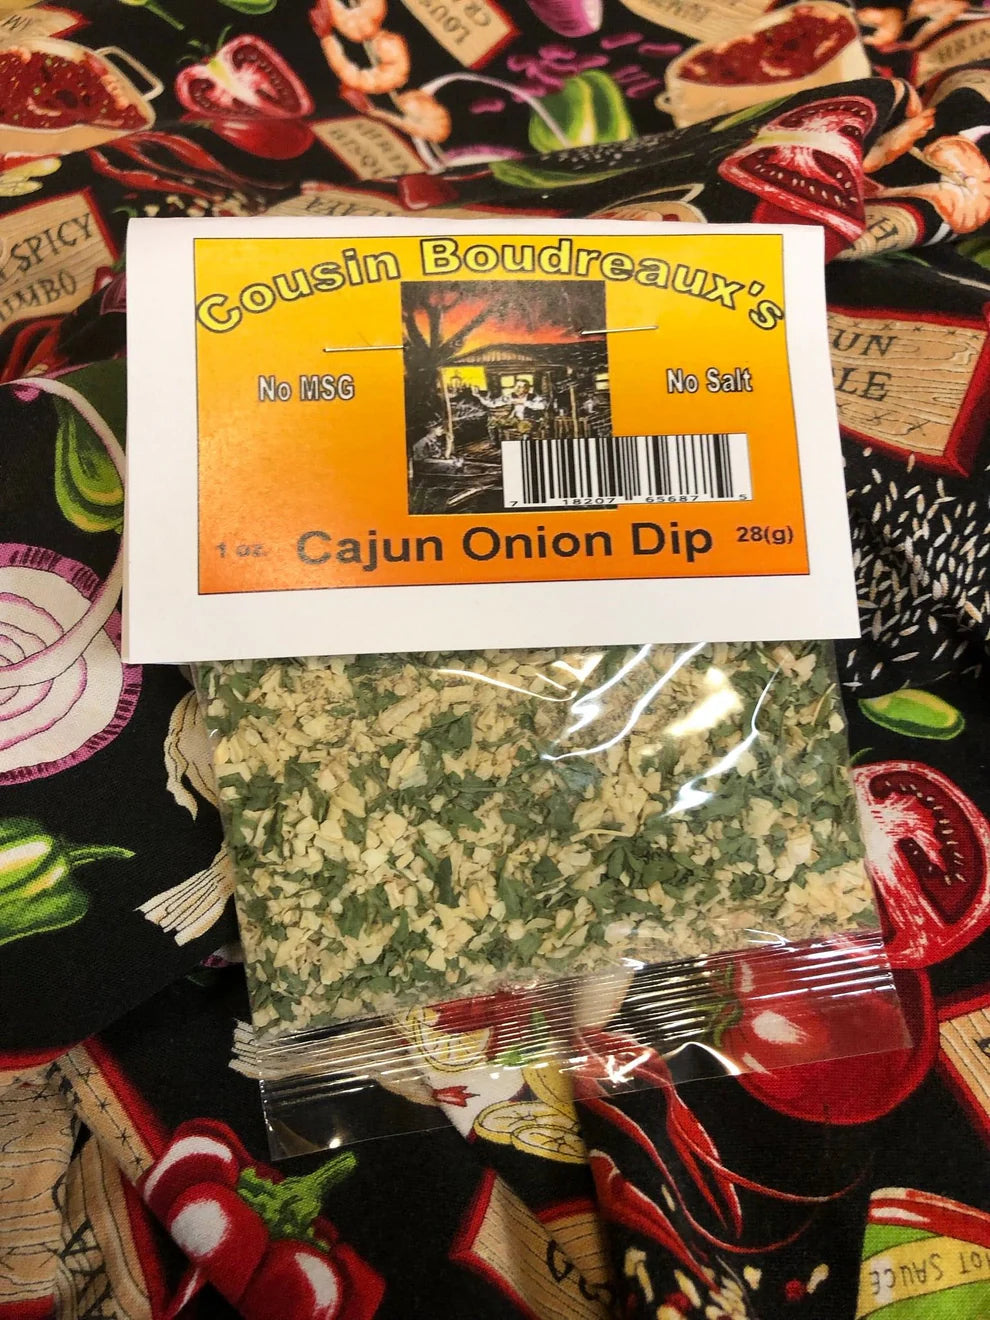 Cousin Boudreaux's
No MSG
No Salt
7 18207 65687 5
1 oz. Cajun Onion Dip 28(g)
SPICY
HOT SAUCE